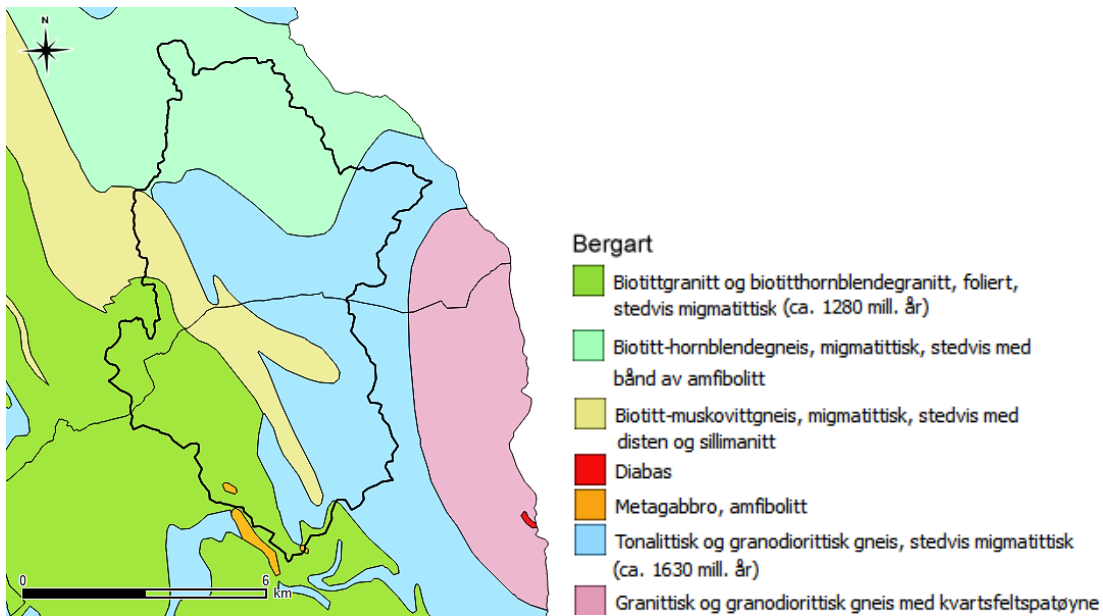 N
Bergart
Biotittgranitt og biotitthornblendegranitt, foliert,
stedvis migmatittisk (ca. 1280 mill. år)
Biotitt-hornblendegneis, migmatittisk, stedvis med
bånd av amfibolitt
Biotitt-muskovittgneis, migmatittisk, stedvis med
disten og sillimanitt
Diabas
Metagabbro, amfibolitt
Tonalittisk og granodiorittisk gneis, stedvis migmatittisk
(ca. 1630 mill. år)
Granittisk og granodiorittisk gneis med kvartsfeltspatøyne
0 6
km